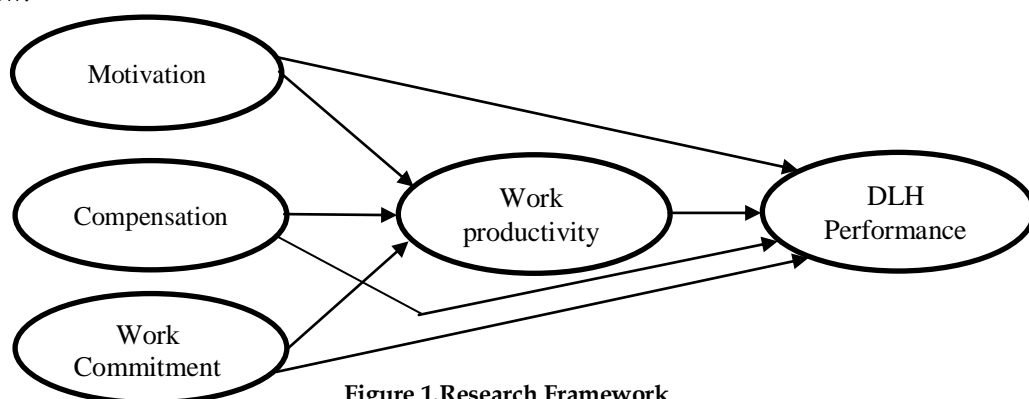 Motivation
Compensation
Work
productivity
DLH
Performance
Work
Commitment
Figure 1.Research Framework